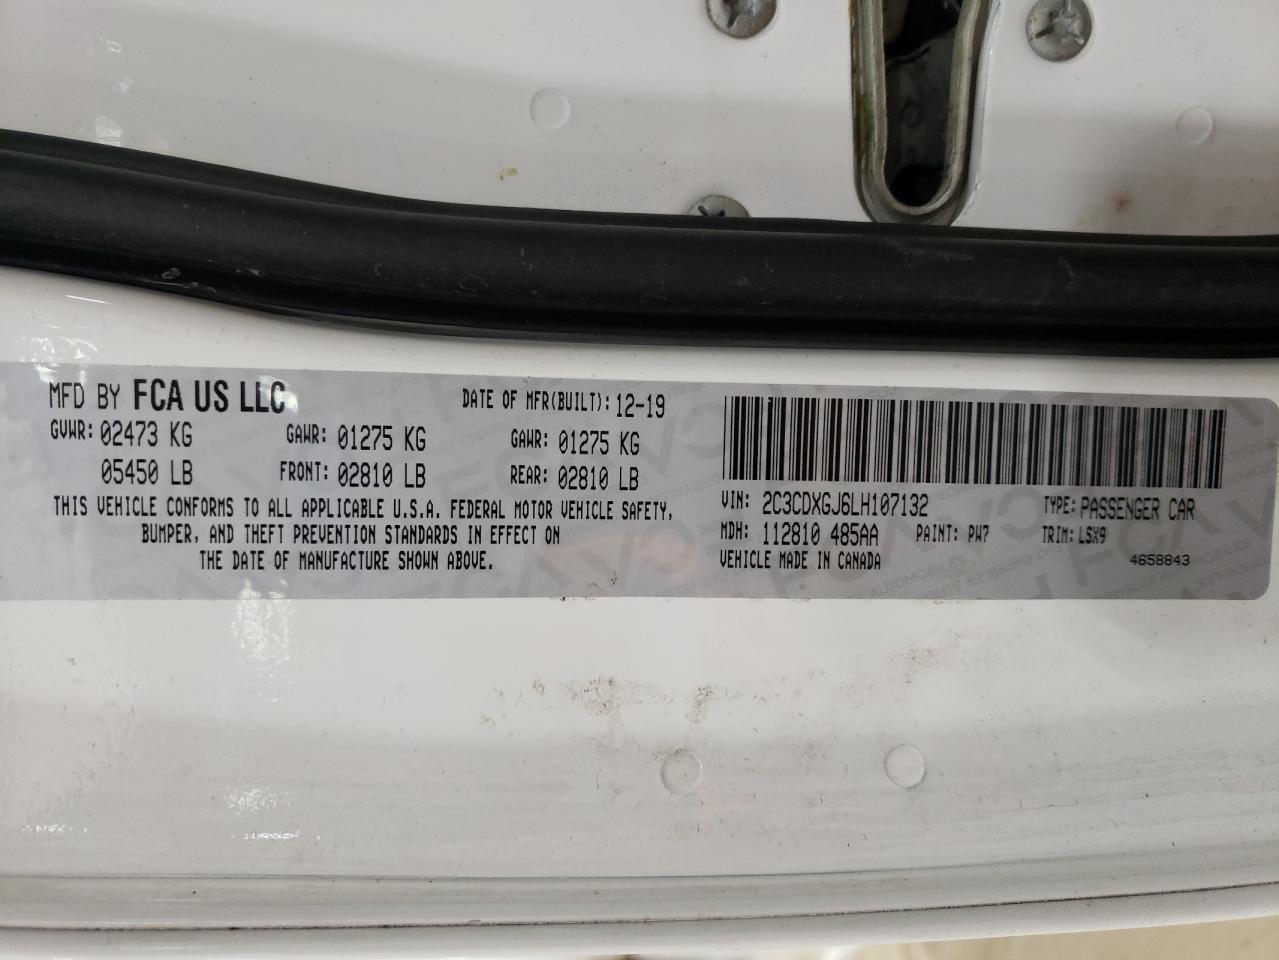 MFD BY FCA US LLC DATE OF MFR(BUILT): 12-19
GVWR: 02473 KG GAWR: 01275 KG GAWR: 01275 KG
05450 LB FRONT: 02810 LB REAR: 02810 LB
THIS VEHICLE CONFORMS TO ALL APPLICABLE U.S.A. FEDERAL MOTOR VEHICLE SAFETY,
BUMPER, AND THEFT PREVENTION STANDARDS IN EFFECT ON
THE DATE OF MANUFACTURE SHOWN ABOVE.
VIN: 2C3CDXGJ6LH107132 TYPE: PASSENGER CAR
MDH: 112810 485AA PAINT: PW7 TRIM: LSX9
VEHICLE MADE IN CANADA 4658843